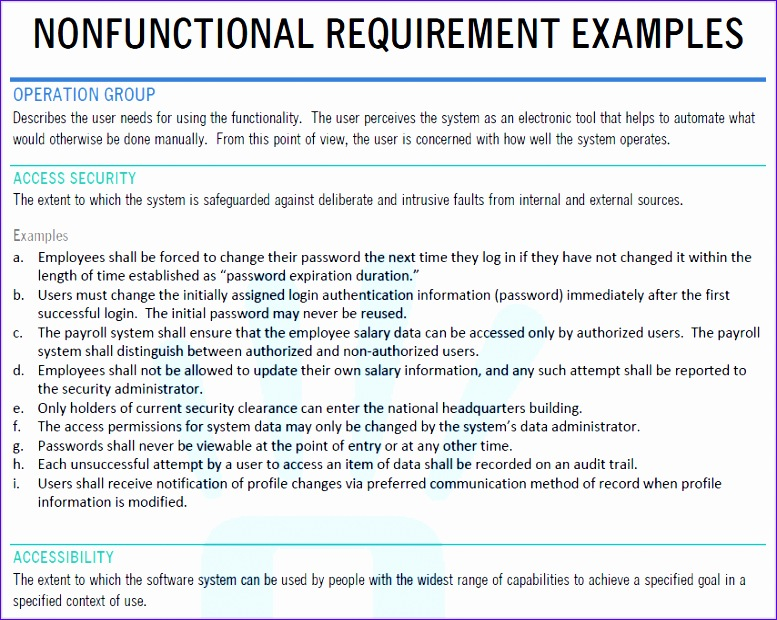 NONFUNCTIONAL REQUIREMENT EXAMPLES
OPERATION GROUP
Describes the user needs for using the functionality. The user perceives the system as an electronic tool that helps to automate what
would otherwise be done manually. From this point of view, the user is concerned with how well the system operates.
ACCESS SECURITY
The extent to which the system is safeguarded against deliberate and intrusive faults from internal and external sources.
Examples
a. Employees shall be forced to change their password the next time they log in if they have not changed it within the
length of time established as “password expiration duration.”
b. Users must change the initially assigned login authentication information (password) immediately after the first
successful login. The initial password may never be reused.
c. The payroll system shall ensure that the employee salary data can be accessed only by authorized users. The payroll
system shall distinguish between authorized and non-authorized users.
d. Employees shall not be allowed to update their own salary information, and any such attempt shall be reported to
the security administrator.
e. Only holders of current security clearance can enter the national headquarters building.
f. The access permissions for system data may only be changed by the system’s data administrator.
g. Passwords shall never be viewable at the point of entry or at any other time.
h. Each unsuccessful attempt by a user to access an item of data shall be recorded on an audit trail.
i. Users shall receive notification of profile changes via preferred communication method of record when profile
information is modified.
ACCESSIBILITY
The extent to which the software system can be used by people with the widest range of capabilities to achieve a specified goal in a
specified context of use.